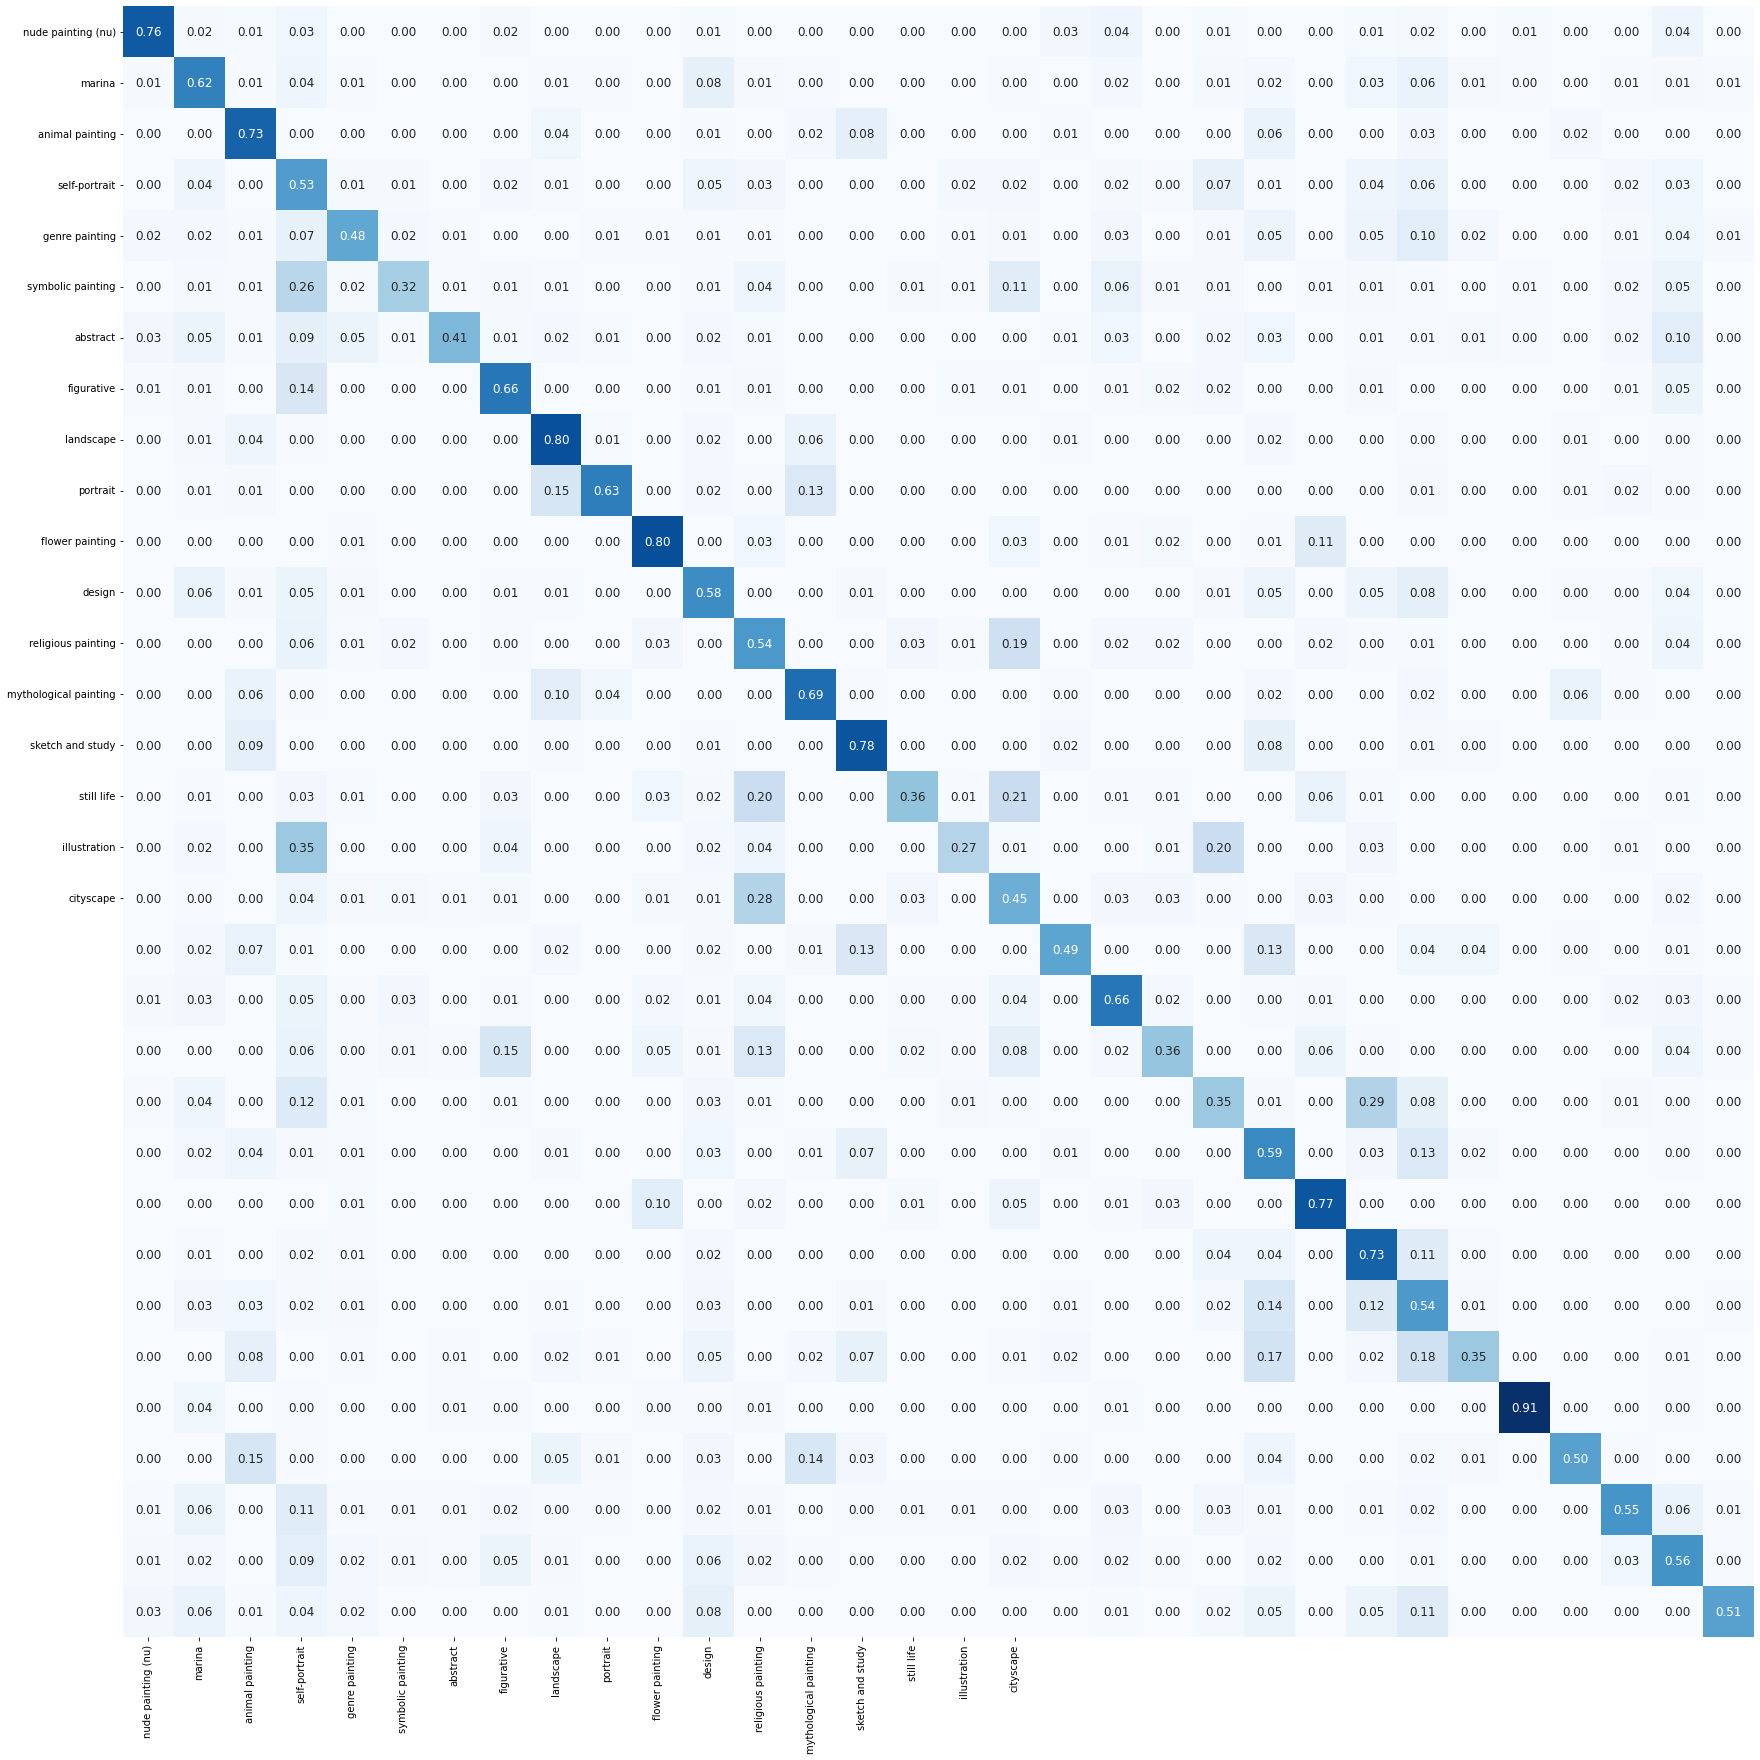 nude painting (nu) 0.76 0.02 0.01 0.03 0.00 0.00 0.00 0.02 0.00 0.00 0.00 0.01 0.00 0.00 0.00 0.00 0.00 0.00 0.03 0.04 0.00 0.01 0.00 0.00 0.01 0.02 0.00 0.01 0.00 0.00 0.04 0.00
marina 0.01 0.62 0.01 0.04 0.01 0.00 0.00 0.00 0.01 0.00 0.00 0.08 0.01 0.00 0.00 0.00 0.00 0.00 0.00 0.02 0.00 0.01 0.02 0.00 0.03 0.06 0.01 0.00 0.00 0.01 0.01 0.01
animal painting 0.00 0.00 0.73 0.00 0.00 0.00 0.00 0.00 0.04 0.00 0.00 0.01 0.00 0.02 0.08 0.00 0.00 0.00 0.01 0.00 0.00 0.00 0.06 0.00 0.00 0.03 0.00 0.00 0.02 0.00 0.00 0.00
self-portrait 0.00 0.04 0.00 0.53 0.01 0.01 0.00 0.02 0.01 0.00 0.00 0.05 0.03 0.00 0.00 0.00 0.02 0.02 0.00 0.02 0.00 0.07 0.01 0.00 0.04 0.06 0.00 0.00 0.00 0.02 0.03 0.00
genre painting 0.02 0.02 0.01 0.07 0.48 0.02 0.01 0.00 0.00 0.01 0.01 0.01 0.01 0.00 0.00 0.00 0.01 0.01 0.00 0.03 0.00 0.01 0.05 0.00 0.05 0.10 0.02 0.00 0.00 0.01 0.04 0.01
symbolic painting 0.00 0.01 0.01 0.26 0.02 0.32 0.01 0.01 0.01 0.00 0.00 0.01 0.04 0.00 0.00 0.01 0.01 0.11 0.00 0.06 0.01 0.01 0.00 0.01 0.01 0.01 0.00 0.01 0.00 0.02 0.05 0.00
abstract 0.03 0.05 0.01 0.09 0.05 0.01 0.41 0.01 0.02 0.01 0.00 0.02 0.01 0.00 0.00 0.00 0.00 0.00 0.01 0.03 0.00 0.02 0.03 0.00 0.01 0.01 0.01 0.00 0.00 0.02 0.10 0.00
figurative 0.01 0.01 0.00 0.14 0.00 0.00 0.00 0.66 0.00 0.00 0.00 0.01 0.01 0.00 0.00 0.00 0.01 0.01 0.00 0.01 0.02 0.02 0.00 0.00 0.01 0.00 0.00 0.00 0.00 0.01 0.05 0.00
landscape 0.00 0.01 0.04 0.00 0.00 0.00 0.00 0.00 0.80 0.01 0.00 0.02 0.00 0.06 0.00 0.00 0.00 0.00 0.01 0.00 0.00 0.00 0.02 0.00 0.00 0.00 0.00 0.00 0.01 0.00 0.00 0.00
portrait 0.00 0.01 0.01 0.00 0.00 0.00 0.00 0.00 0.15 0.63 0.00 0.02 0.00 0.13 0.00 0.00 0.00 0.00 0.00 0.00 0.00 0.00 0.00 0.00 0.00 0.01 0.00 0.00 0.01 0.02 0.00 0.00
flower painting 0.00 0.00 0.00 0.00 0.01 0.00 0.00 0.00 0.00 0.00 0.80 0.00 0.03 0.00 0.00 0.00 0.00 0.03 0.00 0.01 0.02 0.00 0.01 0.11 0.00 0.00 0.00 0.00 0.00 0.00 0.00 0.00
design 0.00 0.06 0.01 0.05 0.01 0.00 0.00 0.01 0.01 0.00 0.00 0.58 0.00 0.00 0.01 0.00 0.00 0.00 0.00 0.00 0.00 0.01 0.05 0.00 0.05 0.08 0.00 0.00 0.00 0.00 0.04 0.00
religious painting 0.00 0.00 0.00 0.06 0.01 0.02 0.00 0.00 0.00 0.00 0.03 0.00 0.54 0.00 0.00 0.03 0.01 0.19 0.00 0.02 0.02 0.00 0.00 0.02 0.00 0.01 0.00 0.00 0.00 0.00 0.04 0.00
mythological painting 0.00 0.00 0.06 0.00 0.00 0.00 0.00 0.00 0.10 0.04 0.00 0.00 0.00 0.69 0.00 0.00 0.00 0.00 0.00 0.00 0.00 0.00 0.02 0.00 0.00 0.02 0.00 0.00 0.06 0.00 0.00 0.00
sketch and study 0.00 0.00 0.09 0.00 0.00 0.00 0.00 0.00 0.00 0.00 0.00 0.01 0.00 0.00 0.78 0.00 0.00 0.00 0.02 0.00 0.00 0.00 0.08 0.00 0.00 0.01 0.00 0.00 0.00 0.00 0.00 0.00
still life 0.00 0.01 0.00 0.03 0.01 0.00 0.00 0.03 0.00 0.00 0.03 0.02 0.20 0.00 0.00 0.36 0.01 0.21 0.00 0.01 0.01 0.00 0.00 0.06 0.01 0.00 0.00 0.00 0.00 0.00 0.01 0.00
illustration 0.00 0.02 0.00 0.35 0.00 0.00 0.00 0.04 0.00 0.00 0.00 0.02 0.04 0.00 0.00 0.00 0.27 0.01 0.00 0.00 0.01 0.20 0.00 0.00 0.03 0.00 0.00 0.00 0.00 0.01 0.00 0.00
cityscape 0.00 0.00 0.00 0.04 0.01 0.01 0.01 0.01 0.00 0.00 0.01 0.01 0.28 0.00 0.00 0.03 0.00 0.45 0.00 0.03 0.03 0.00 0.00 0.03 0.00 0.00 0.00 0.00 0.00 0.00 0.02 0.00
0.00 0.02 0.07 0.01 0.00 0.00 0.00 0.00 0.02 0.00 0.00 0.02 0.00 0.01 0.13 0.00 0.00 0.00 0.49 0.00 0.00 0.00 0.13 0.00 0.00 0.04 0.04 0.00 0.00 0.00 0.01 0.00
0.01 0.03 0.00 0.05 0.00 0.03 0.00 0.01 0.00 0.00 0.02 0.01 0.04 0.00 0.00 0.00 0.00 0.04 0.00 0.66 0.02 0.00 0.00 0.01 0.00 0.00 0.00 0.00 0.00 0.02 0.03 0.00
0.00 0.00 0.00 0.06 0.00 0.01 0.00 0.15 0.00 0.00 0.05 0.01 0.13 0.00 0.00 0.02 0.00 0.08 0.00 0.02 0.36 0.00 0.00 0.06 0.00 0.00 0.00 0.00 0.00 0.00 0.04 0.00
0.00 0.04 0.00 0.12 0.01 0.00 0.00 0.01 0.00 0.00 0.00 0.03 0.01 0.00 0.00 0.00 0.01 0.00 0.00 0.00 0.00 0.35 0.01 0.00 0.29 0.08 0.00 0.00 0.00 0.01 0.00 0.00
0.00 0.02 0.04 0.01 0.01 0.00 0.00 0.00 0.01 0.00 0.00 0.03 0.00 0.01 0.07 0.00 0.00 0.00 0.01 0.00 0.00 0.00 0.59 0.00 0.03 0.13 0.02 0.00 0.00 0.00 0.00 0.00
0.00 0.00 0.00 0.00 0.01 0.00 0.00 0.00 0.00 0.00 0.10 0.00 0.02 0.00 0.00 0.01 0.00 0.05 0.00 0.01 0.03 0.00 0.00 0.77 0.00 0.00 0.00 0.00 0.00 0.00 0.00 0.00
0.00 0.01 0.00 0.02 0.01 0.00 0.00 0.00 0.00 0.00 0.00 0.02 0.00 0.00 0.00 0.00 0.00 0.00 0.00 0.00 0.00 0.04 0.04 0.00 0.73 0.11 0.00 0.00 0.00 0.00 0.00 0.00
0.00 0.03 0.03 0.02 0.01 0.00 0.00 0.00 0.01 0.00 0.00 0.03 0.00 0.00 0.01 0.00 0.00 0.00 0.01 0.00 0.00 0.02 0.14 0.00 0.12 0.54 0.01 0.00 0.00 0.00 0.00 0.00
0.00 0.00 0.08 0.00 0.01 0.00 0.01 0.00 0.02 0.01 0.00 0.05 0.00 0.02 0.07 0.00 0.00 0.01 0.02 0.00 0.00 0.00 0.17 0.00 0.02 0.18 0.35 0.00 0.00 0.00 0.01 0.00
0.00 0.04 0.00 0.00 0.00 0.00 0.01 0.00 0.00 0.00 0.00 0.00 0.01 0.00 0.00 0.00 0.00 0.00 0.00 0.01 0.00 0.00 0.00 0.00 0.00 0.00 0.00 0.91 0.00 0.00 0.00 0.00
0.00 0.00 0.15 0.00 0.00 0.00 0.00 0.00 0.05 0.01 0.00 0.03 0.00 0.14 0.03 0.00 0.00 0.00 0.00 0.00 0.00 0.00 0.04 0.00 0.00 0.02 0.01 0.00 0.50 0.00 0.00 0.00
0.01 0.06 0.00 0.11 0.01 0.01 0.01 0.02 0.00 0.00 0.00 0.02 0.01 0.00 0.00 0.01 0.01 0.00 0.00 0.03 0.00 0.03 0.01 0.00 0.01 0.02 0.00 0.00 0.00 0.55 0.06 0.01
0.01 0.02 0.00 0.09 0.02 0.01 0.00 0.05 0.01 0.00 0.00 0.06 0.02 0.00 0.00 0.00 0.00 0.02 0.00 0.02 0.00 0.00 0.02 0.00 0.00 0.01 0.00 0.00 0.00 0.03 0.56 0.00
0.03 0.06 0.01 0.04 0.02 0.00 0.00 0.00 0.01 0.00 0.00 0.08 0.00 0.00 0.00 0.00 0.00 0.00 0.00 0.01 0.00 0.02 0.05 0.00 0.05 0.11 0.00 0.00 0.00 0.00 0.00 0.51
nude painting (nu)
marina
animal painting
self-portrait
genre painting
symbolic painting
abstract
figurative
landscape
portrait
flower painting
design
religious painting
mythological painting
sketch and study
still life
illustration
cityscape